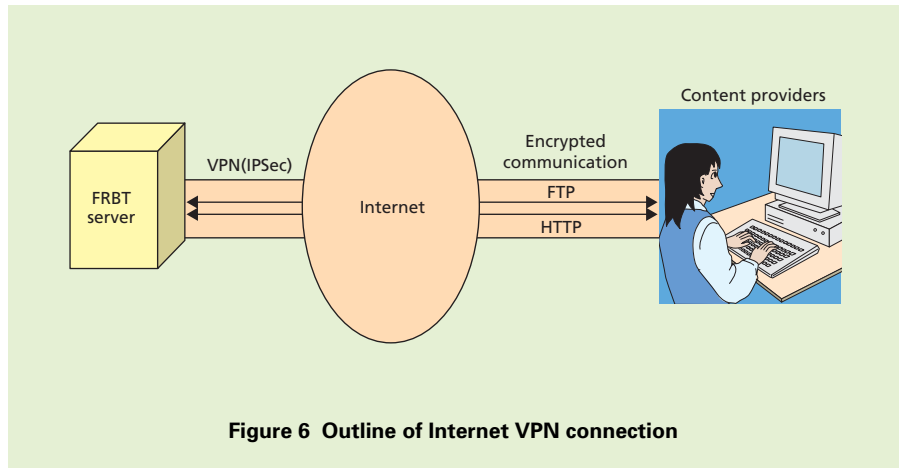 Content providers
Encrypted
communication
VPN(IPSec)
FTP
FRBT
server
Internet
HTTP
Figure 6 Outline of Internet VPN connection